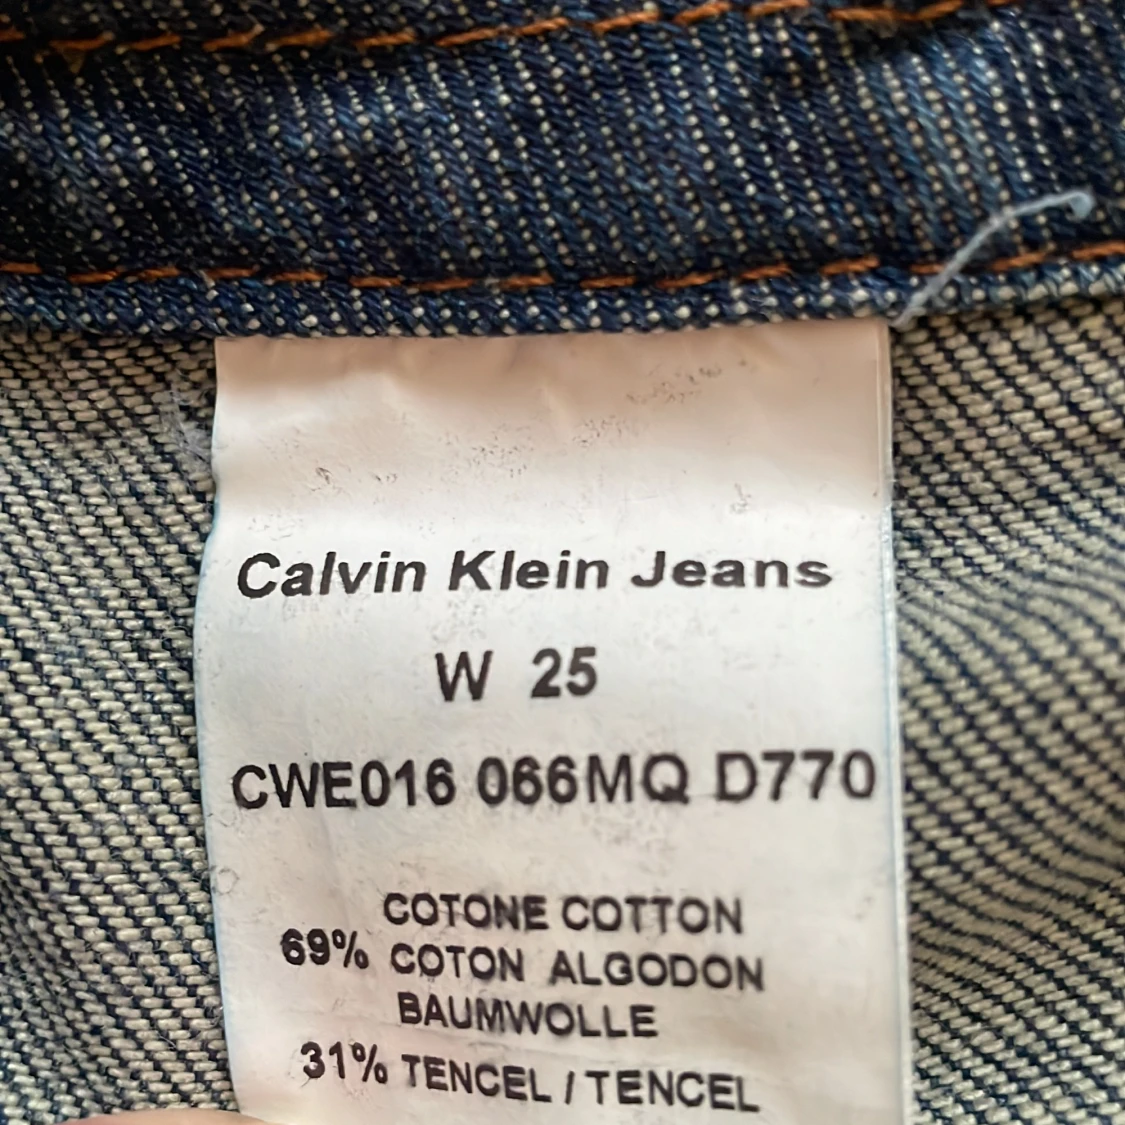 Calvin Klein Jeans
W 25
CWE016 066MQ D770
COTONE COTTON
69% COTON ALGODON
BAUMWOLLE
31% TENCEL / TENCEL